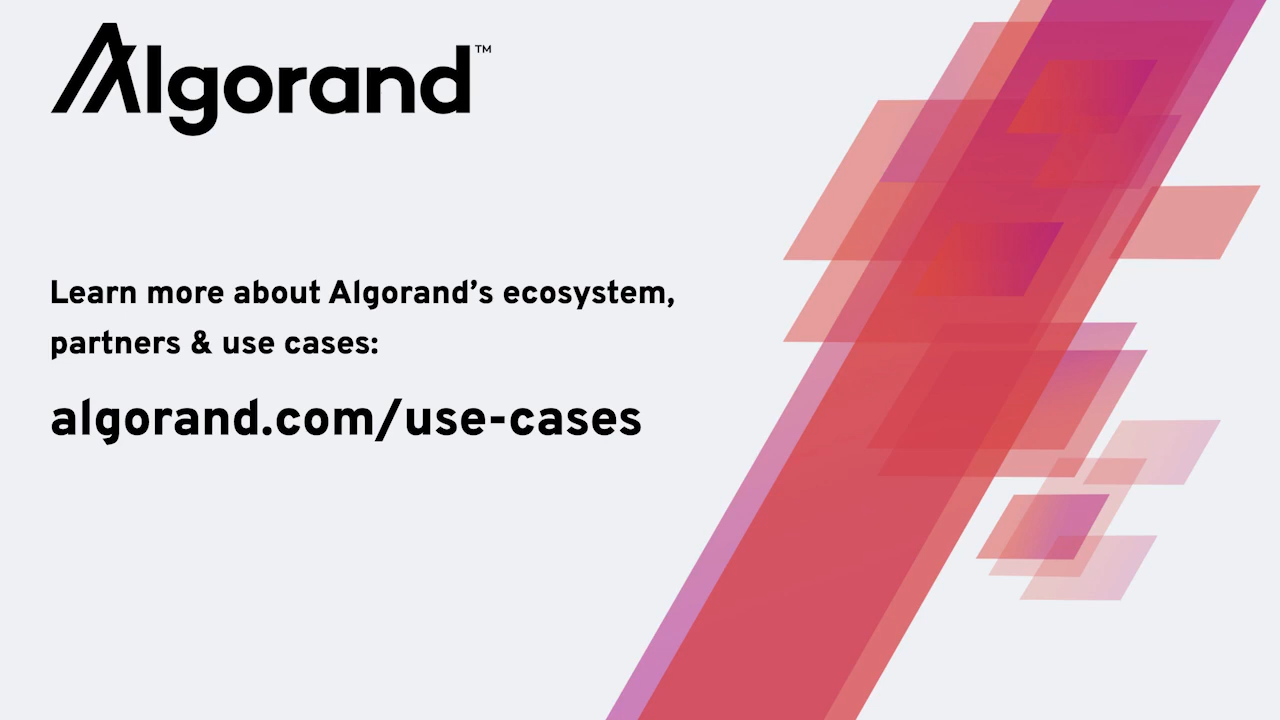 Algorand™
Learn more about Algorand’s ecosystem,
partners & use cases:
algorand.com/use-cases